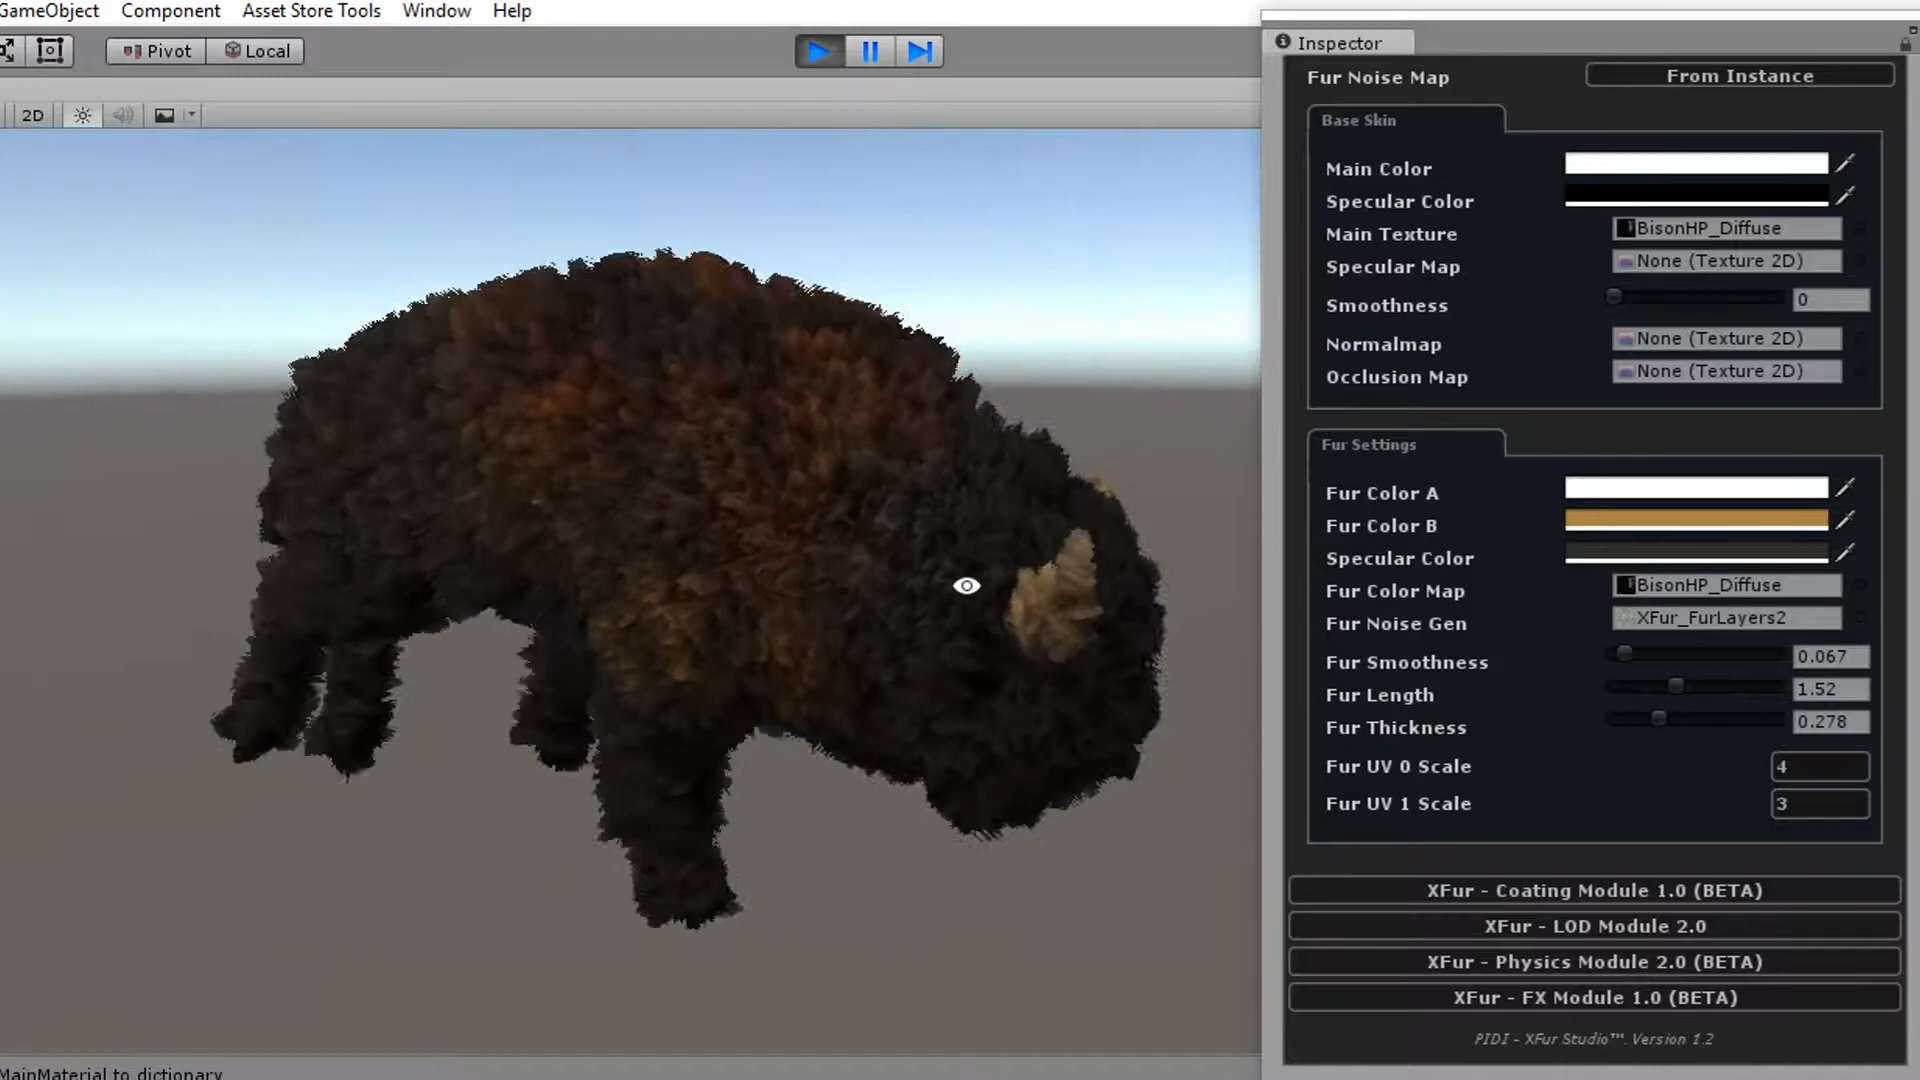 GameObject Component Asset Store Tools Window Help
Pivot Local
2D
MainMaterial to dictionary
Inspector
Fur Noise Map From Instance
Base Skin
Main Color
Specular Color
Main Texture BisonHP_Diffuse
Specular Map None (Texture 2D)
Smoothness 0
Normalmap None (Texture 2D)
Occlusion Map None (Texture 2D)
Fur Settings
Fur Color A
Fur Color B
Specular Color
Fur Color Map BisonHP_Diffuse
Fur Noise Gen XFur_FurLayers2
Fur Smoothness 0.067
Fur Length 1.52
Fur Thickness 0.278
Fur UV 0 Scale 4
Fur UV 1 Scale 3
XFur - Coating Module 1.0 (BETA)
XFur - LOD Module 2.0
XFur - Physics Module 2.0 (BETA)
XFur - FX Module 1.0 (BETA)
PIDI - XFur Studio™. Version 1.2